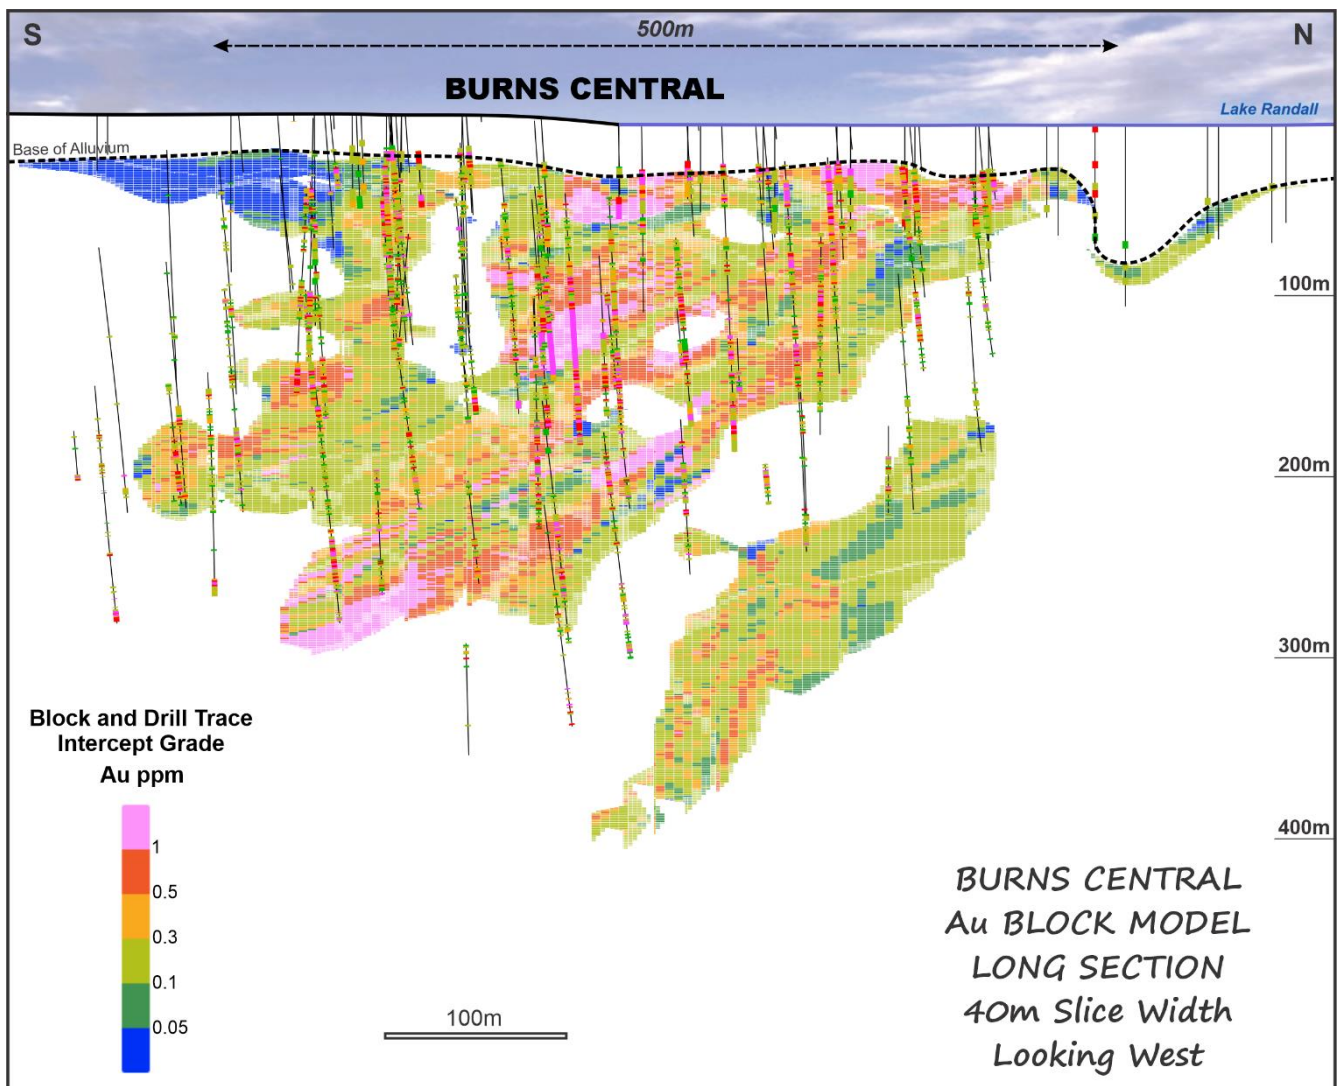 S
500m
N
BURNS CENTRAL
Lake Randall
Base of Alluvium
100m
200m
300m
400m
Block and Drill Trace
Intercept Grade
Au ppm
1
0.5
0.3
0.1
0.05
100m
BURNS CENTRAL
Au BLOCK MODEL
LONG SECTION
40m Slice Width
Looking West